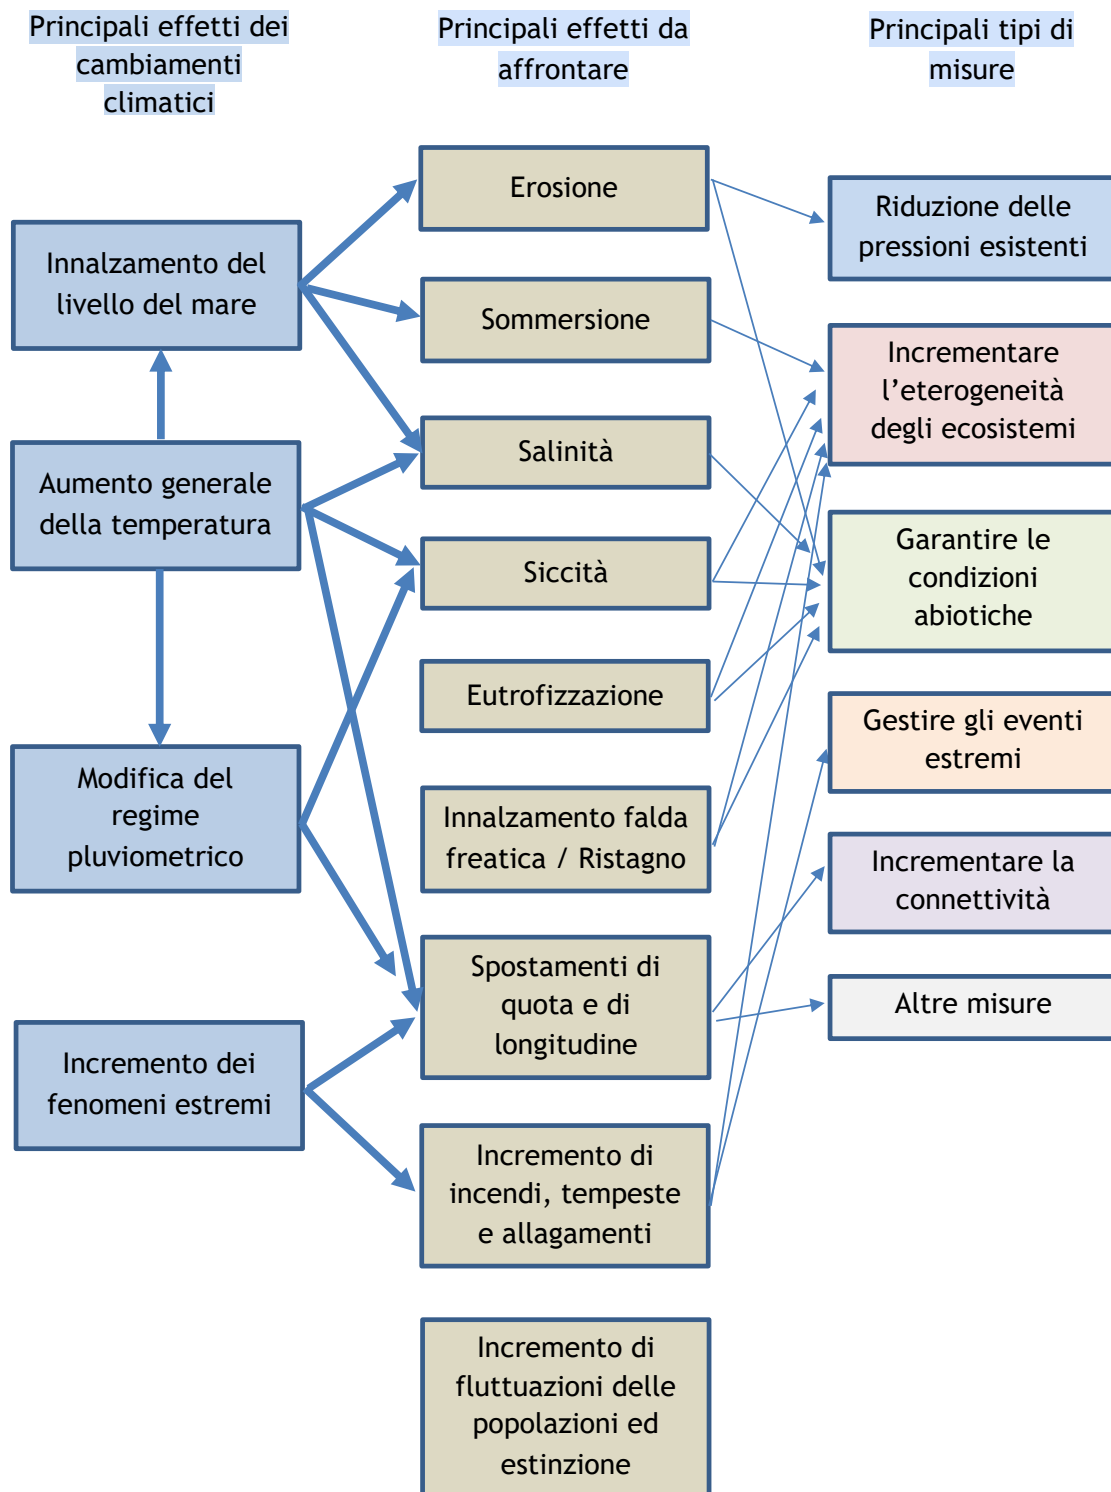 Principali effetti dei
cambiamenti
climatici
Principali effetti da
affrontare
Principali tipi di
misure
Innalzamento del
livello del mare
Aumento generale
della temperatura
Modifica del
regime
pluviometrico
Incremento dei
fenomeni estremi
Erosione
Sommersione
Salinità
Siccità
Eutrofizzazione
Innalzamento falda
freatica / Ristagno
Spostamenti di
quota e di
longitudine
Incremento di
incendi, tempeste
e allagamenti
Incremento di
fluttuazioni delle
popolazioni ed
estinzione
Riduzione delle
pressioni esistenti
Incrementare
l’eterogeneità
degli ecosistemi
Garantire le
condizioni
abiotiche
Gestire gli eventi
estremi
Incrementare la
connettività
Altre misure